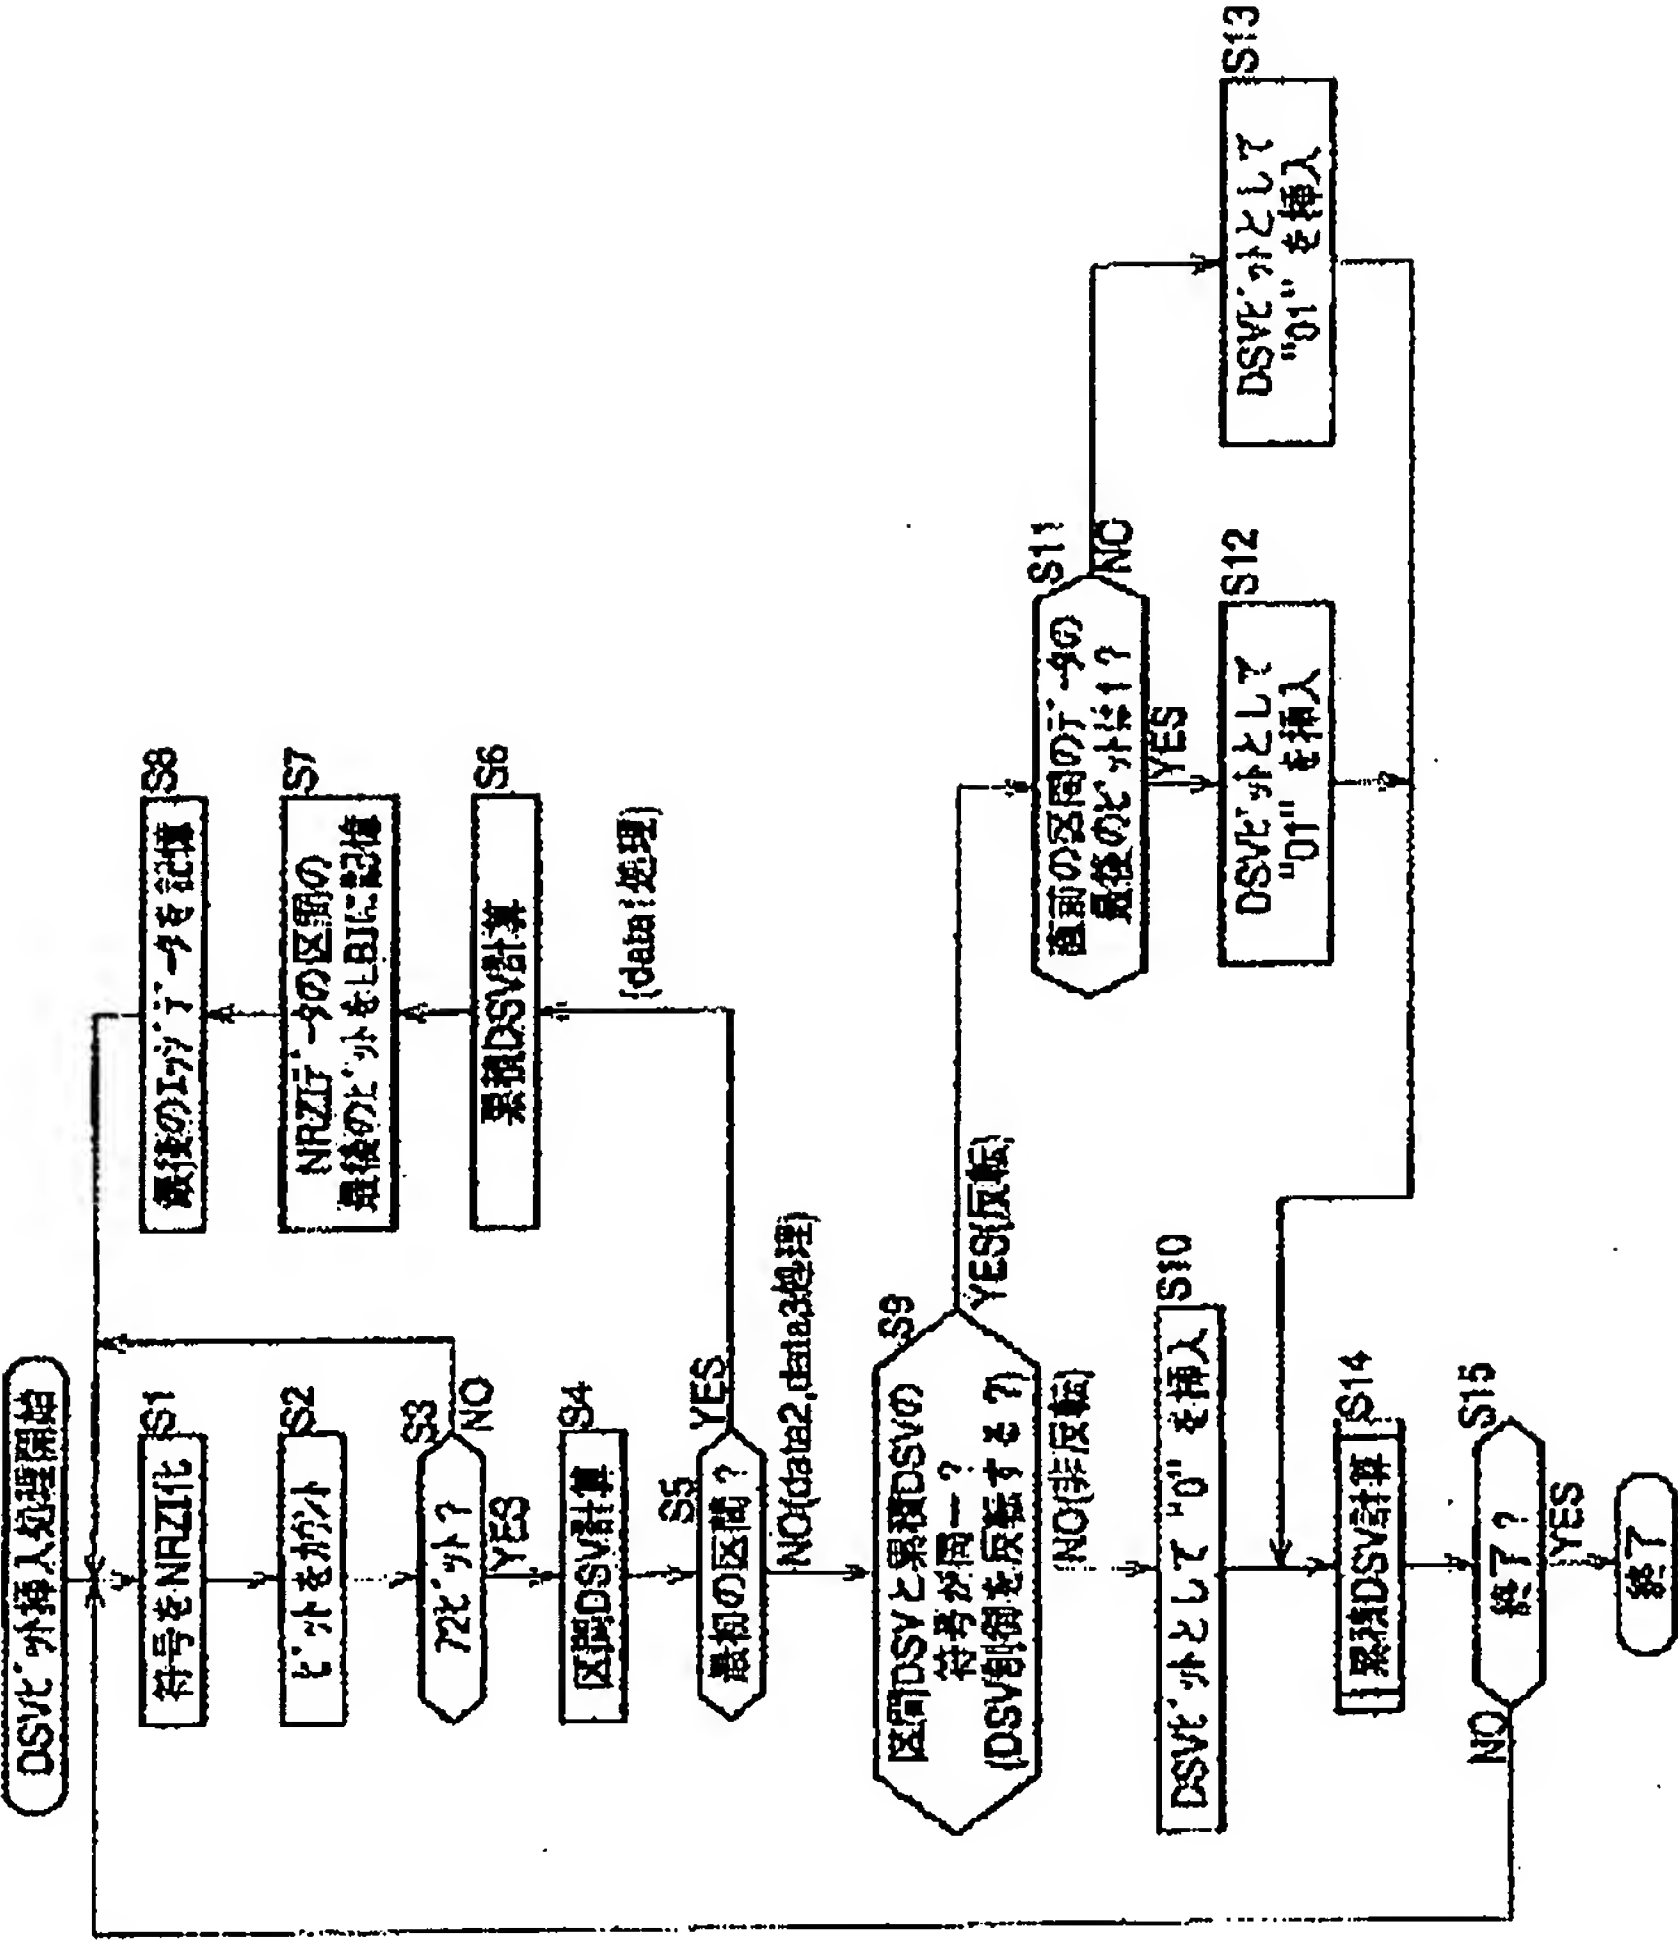 DSVビット挿入処理開始
符号をNRZI化
S1
ビットをカウント
S2
72ビット?
S3
NO
YES
区間DSV計算
S4
最初の区間?
S5
YES
NO(data2,data3処理)
(data1処理)
累積DSV計算
S6
NRZIデータの区間の
最後のビットをLBIに記憶
S7
最後のエッジデータを記憶
S8
区間DSVと累積DSVの
符号が同一?
(DSV制御を反転する?)
S9
YES(反転)
NO(非反転)
DSVビットとして "0" を挿入
S10
直前の区間のデータの
最後のビットは1?
S11
NO
YES
DSVビットとして
"01" を挿入
S12
DSVビットとして
"01" を挿入
S13
累積DSV計算
S14
終了?
S15
NO
YES
終了